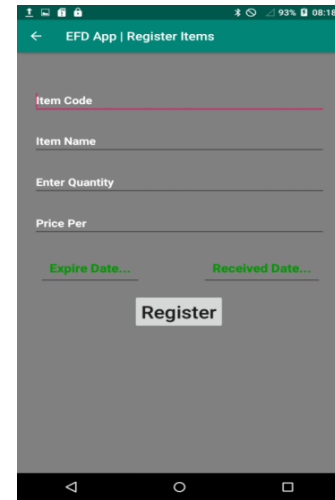 93% 08:18
EFD App | Register Items
Item Code
Item Name
Enter Quantity
Price Per
Expire Date... Received Date...
Register